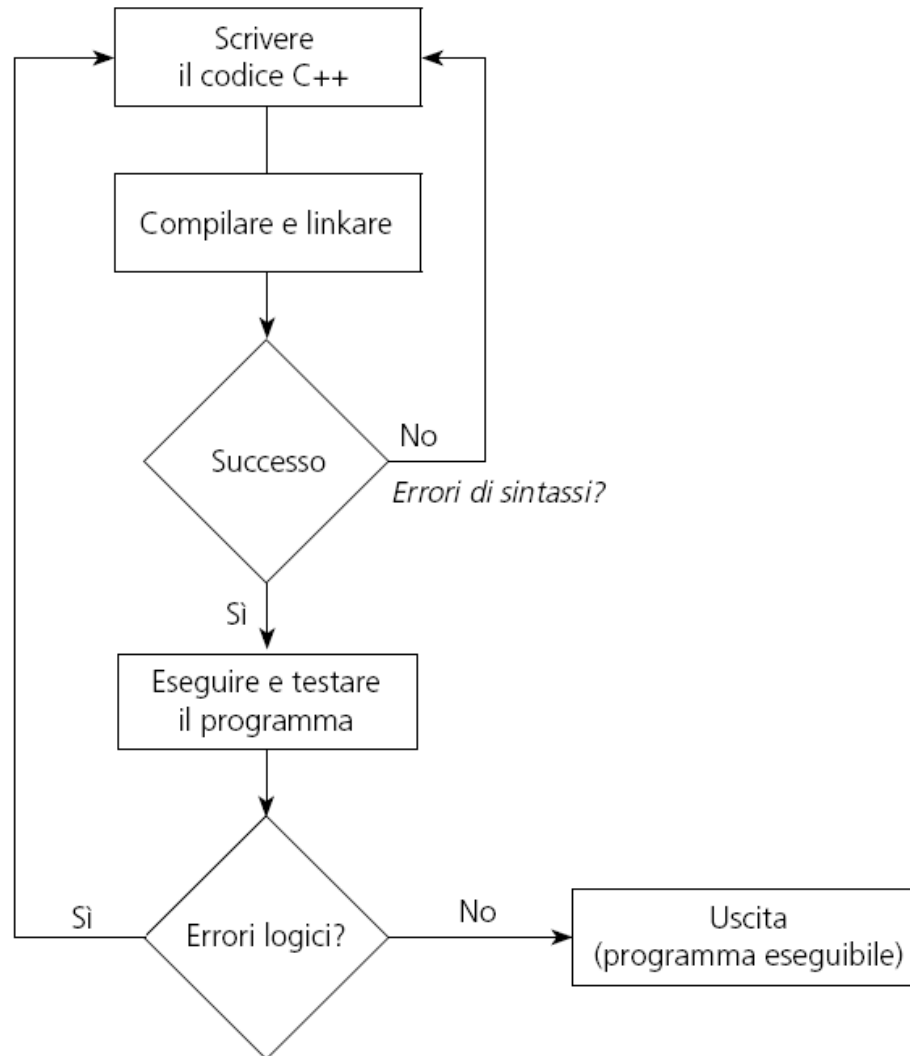 Scrivere
il codice C++
Compilare e linkare
Successo
No
Errori di sintassi?
Sì
Eseguire e testare
il programma
Errori logici?
Sì
No
Uscita
(programma eseguibile)